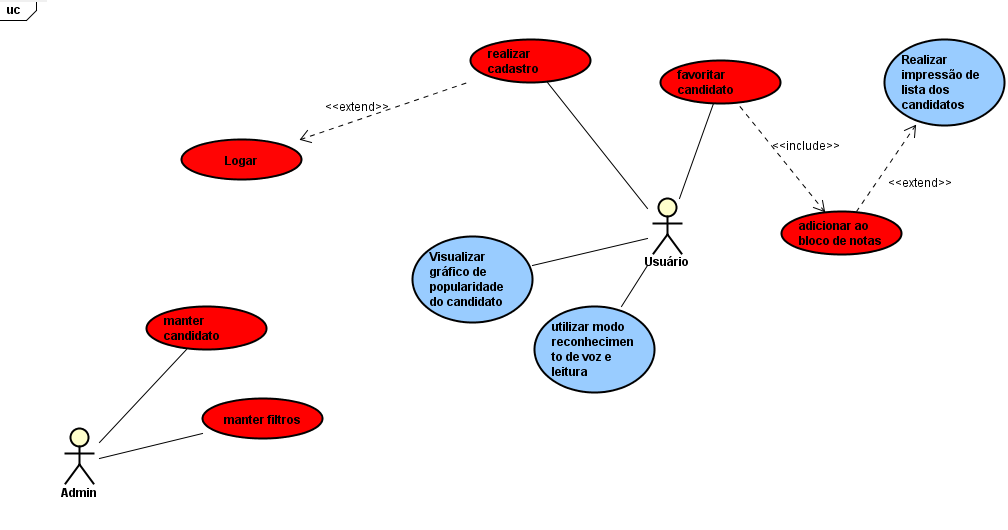 uc
realizar
cadastro
favoritar
candidato
Realizar
impressão de
lista dos
candidatos
<<extend>>
Logar
<<include>>
<<extend>>
adicionar ao
bloco de notas
Usuário
Visualizar
gráfico de
popularidade
do candidato
utilizar modo
reconhecimen
to de voz e
leitura
manter
candidato
manter filtros
Admin